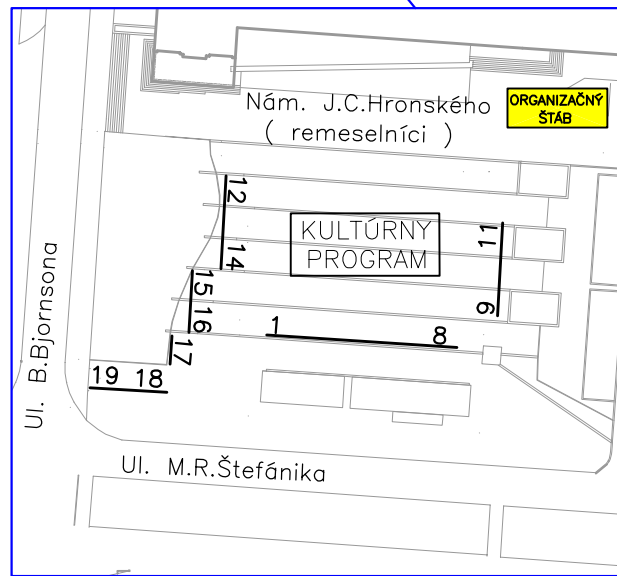 Nám. J.C.Hronského
( remeselníci )
ORGANIZAČNÝ
ŠTÁB
KULTÚRNY
PROGRAM
12
14
15
16
17
11
9
1
8
19
18
Ul. B.Bjornsona
Ul. M.R.Štefánika